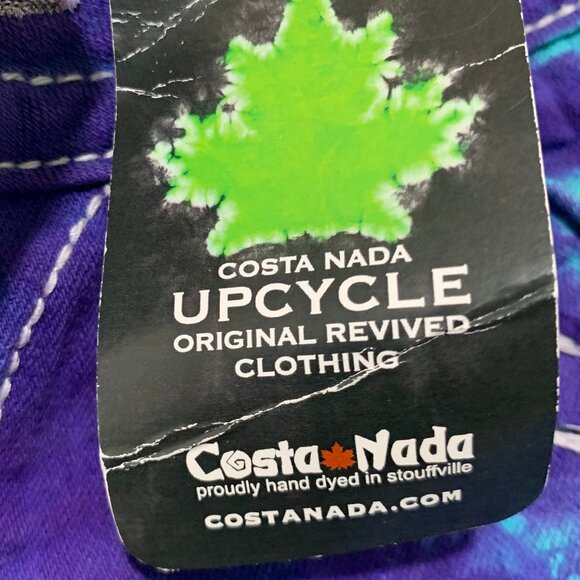 COSTA NADA
UPCYCLE
ORIGINAL REVIVED
CLOTHING
Costa Nada
proudly hand dyed in stouffville
COSTANADA.COM